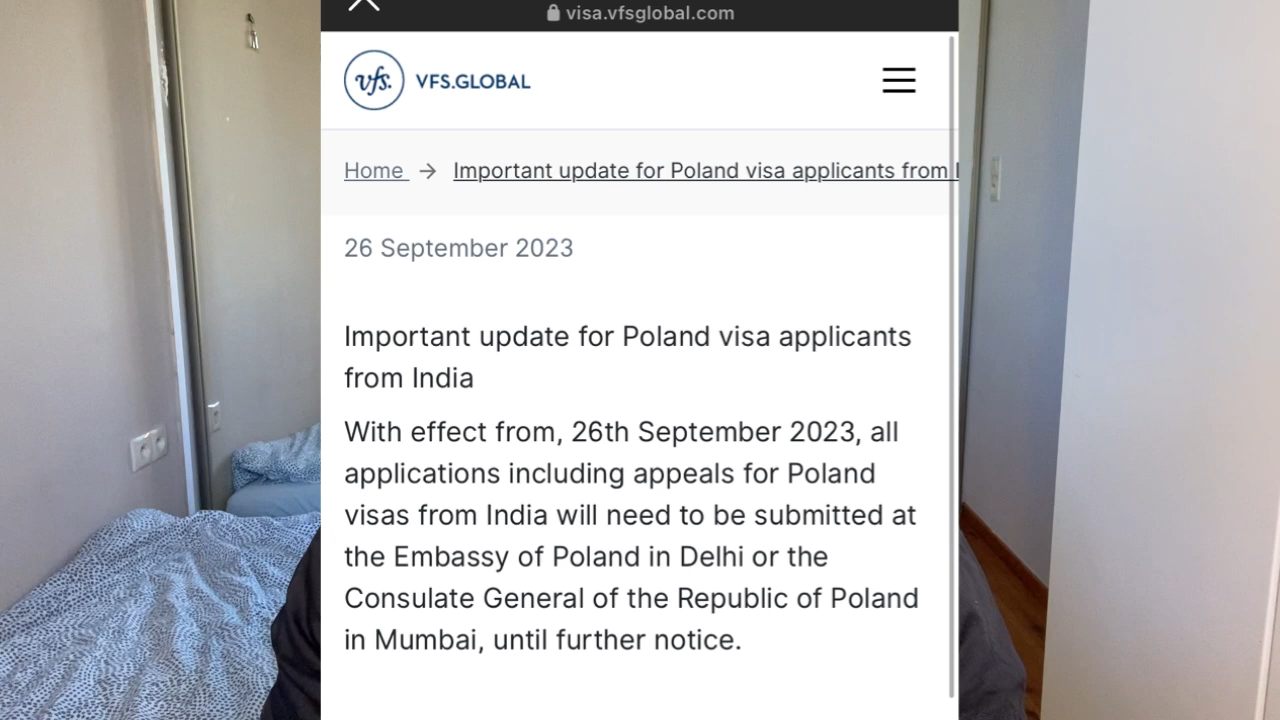 visa.vfsglobal.com
vfs. VFS.GLOBAL
Home → Important update for Poland visa applicants from
26 September 2023
Important update for Poland visa applicants
from India
With effect from, 26th September 2023, all
applications including appeals for Poland
visas from India will need to be submitted at
the Embassy of Poland in Delhi or the
Consulate General of the Republic of Poland
in Mumbai, until further notice.